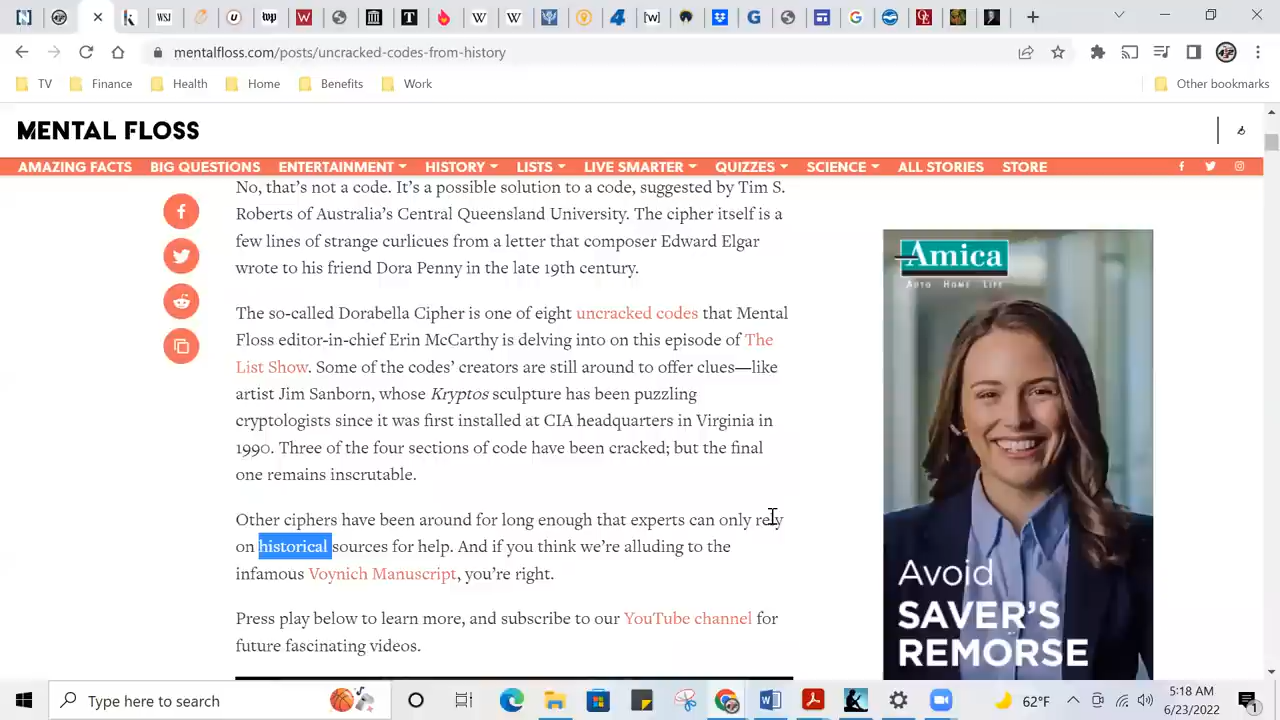 mentalfloss.com/posts/uncracked-codes-from-history
TV
Finance
Health
Home
Benefits
Work
Other bookmarks
MENTAL FLOSS
AMAZING FACTS
BIG QUESTIONS
ENTERTAINMENT
HISTORY
LISTS
LIVE SMARTER
QUIZZES
SCIENCE
ALL STORIES
STORE
No, that’s not a code. It’s a possible solution to a code, suggested by Tim S.
Roberts of Australia’s Central Queensland University. The cipher itself is a
few lines of strange curlicues from a letter that composer Edward Elgar
wrote to his friend Dora Penny in the late 19th century.
The so-called Dorabella Cipher is one of eight uncracked codes that Mental
Floss editor-in-chief Erin McCarthy is delving into on this episode of The
List Show. Some of the codes’ creators are still around to offer clues—like
artist Jim Sanborn, whose Kryptos sculpture has been puzzling
cryptologists since it was first installed at CIA headquarters in Virginia in
1990. Three of the four sections of code have been cracked; but the final
one remains inscrutable.
Other ciphers have been around for long enough that experts can only rely
on historical sources for help. And if you think we’re alluding to the
infamous Voynich Manuscript, you’re right.
Press play below to learn more, and subscribe to our YouTube channel for
future fascinating videos.
Amica
AUTO HOME LIFE
Avoid
SAVER’S
REMORSE
Type here to search
62°F
5:18 AM
6/23/2022